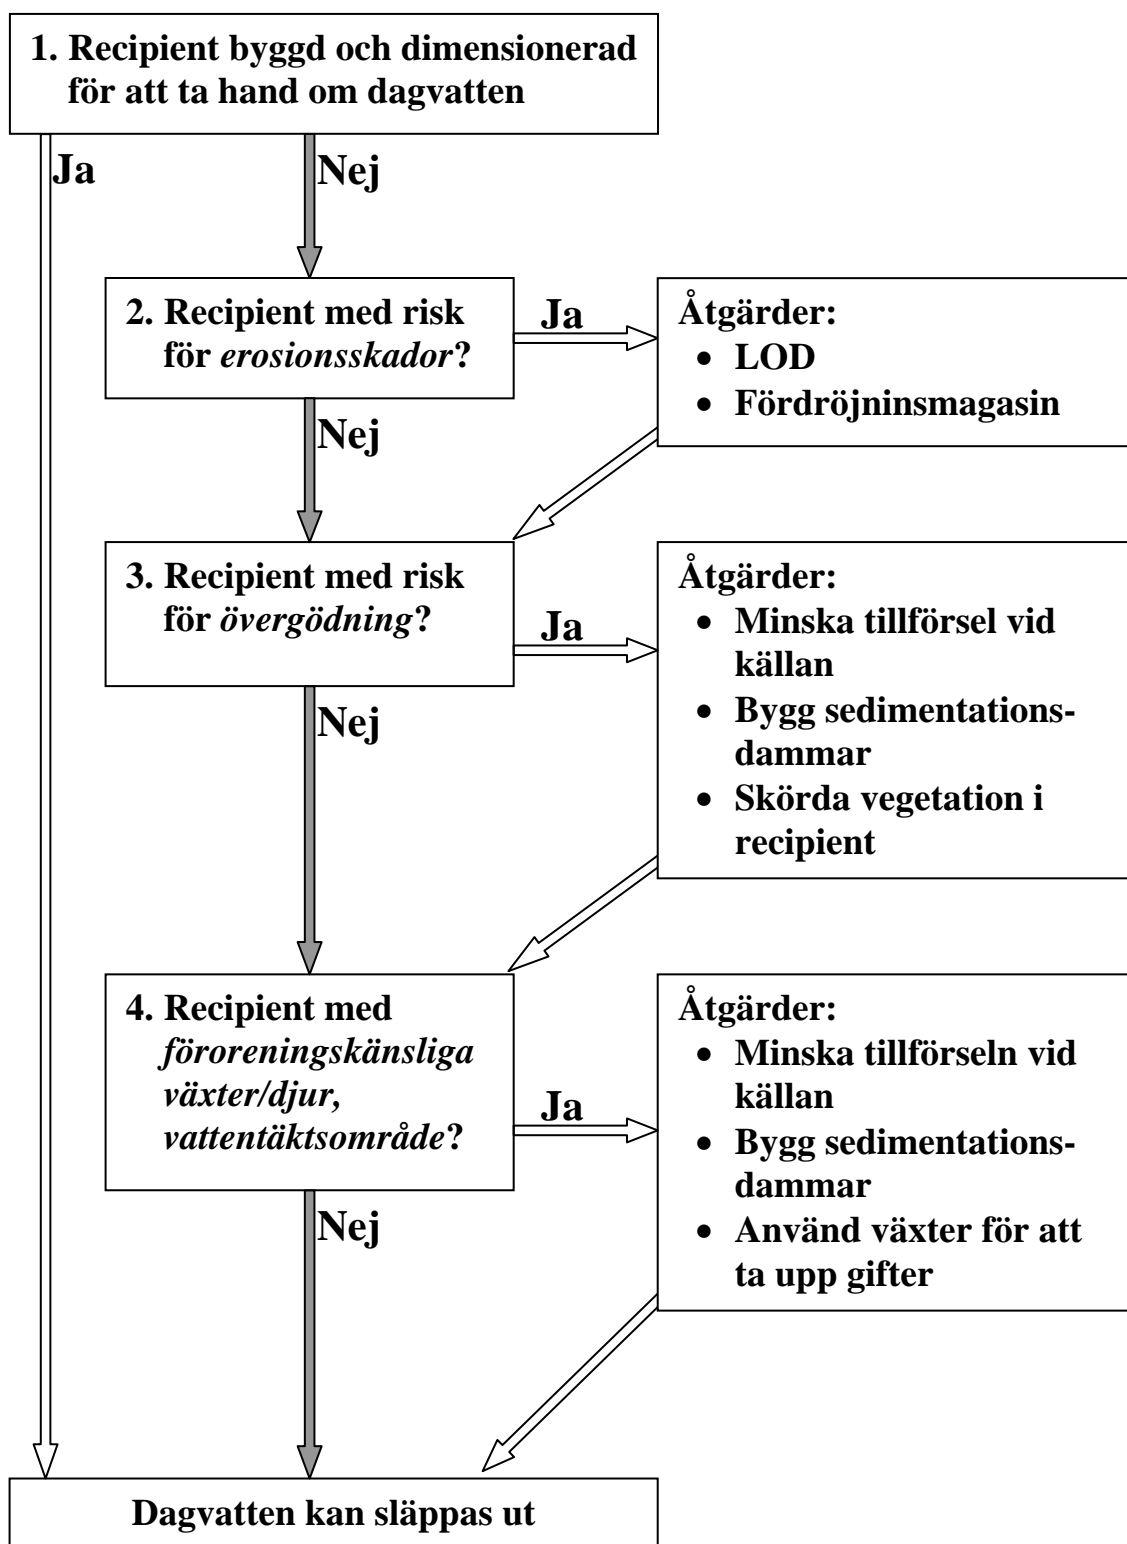 1. Recipient byggd och dimensionerad
för att ta hand om dagvatten
Ja
Nej
2. Recipient med risk
för erosionsskador?
Ja
Åtgärder:
• LOD
• Fördröjninsmagasin
Nej
3. Recipient med risk
för övergödning?
Ja
Åtgärder:
• Minska tillförsel vid
källan
• Bygg sedimentations-
dammar
• Skörda vegetation i
recipient
Nej
4. Recipient med
föroreningskänsliga
växter/djur,
vattentäktsområde?
Ja
Åtgärder:
• Minska tillförseln vid
källan
• Bygg sedimentations-
dammar
• Använd växter för att
ta upp gifter
Nej
Dagvatten kan släppas ut